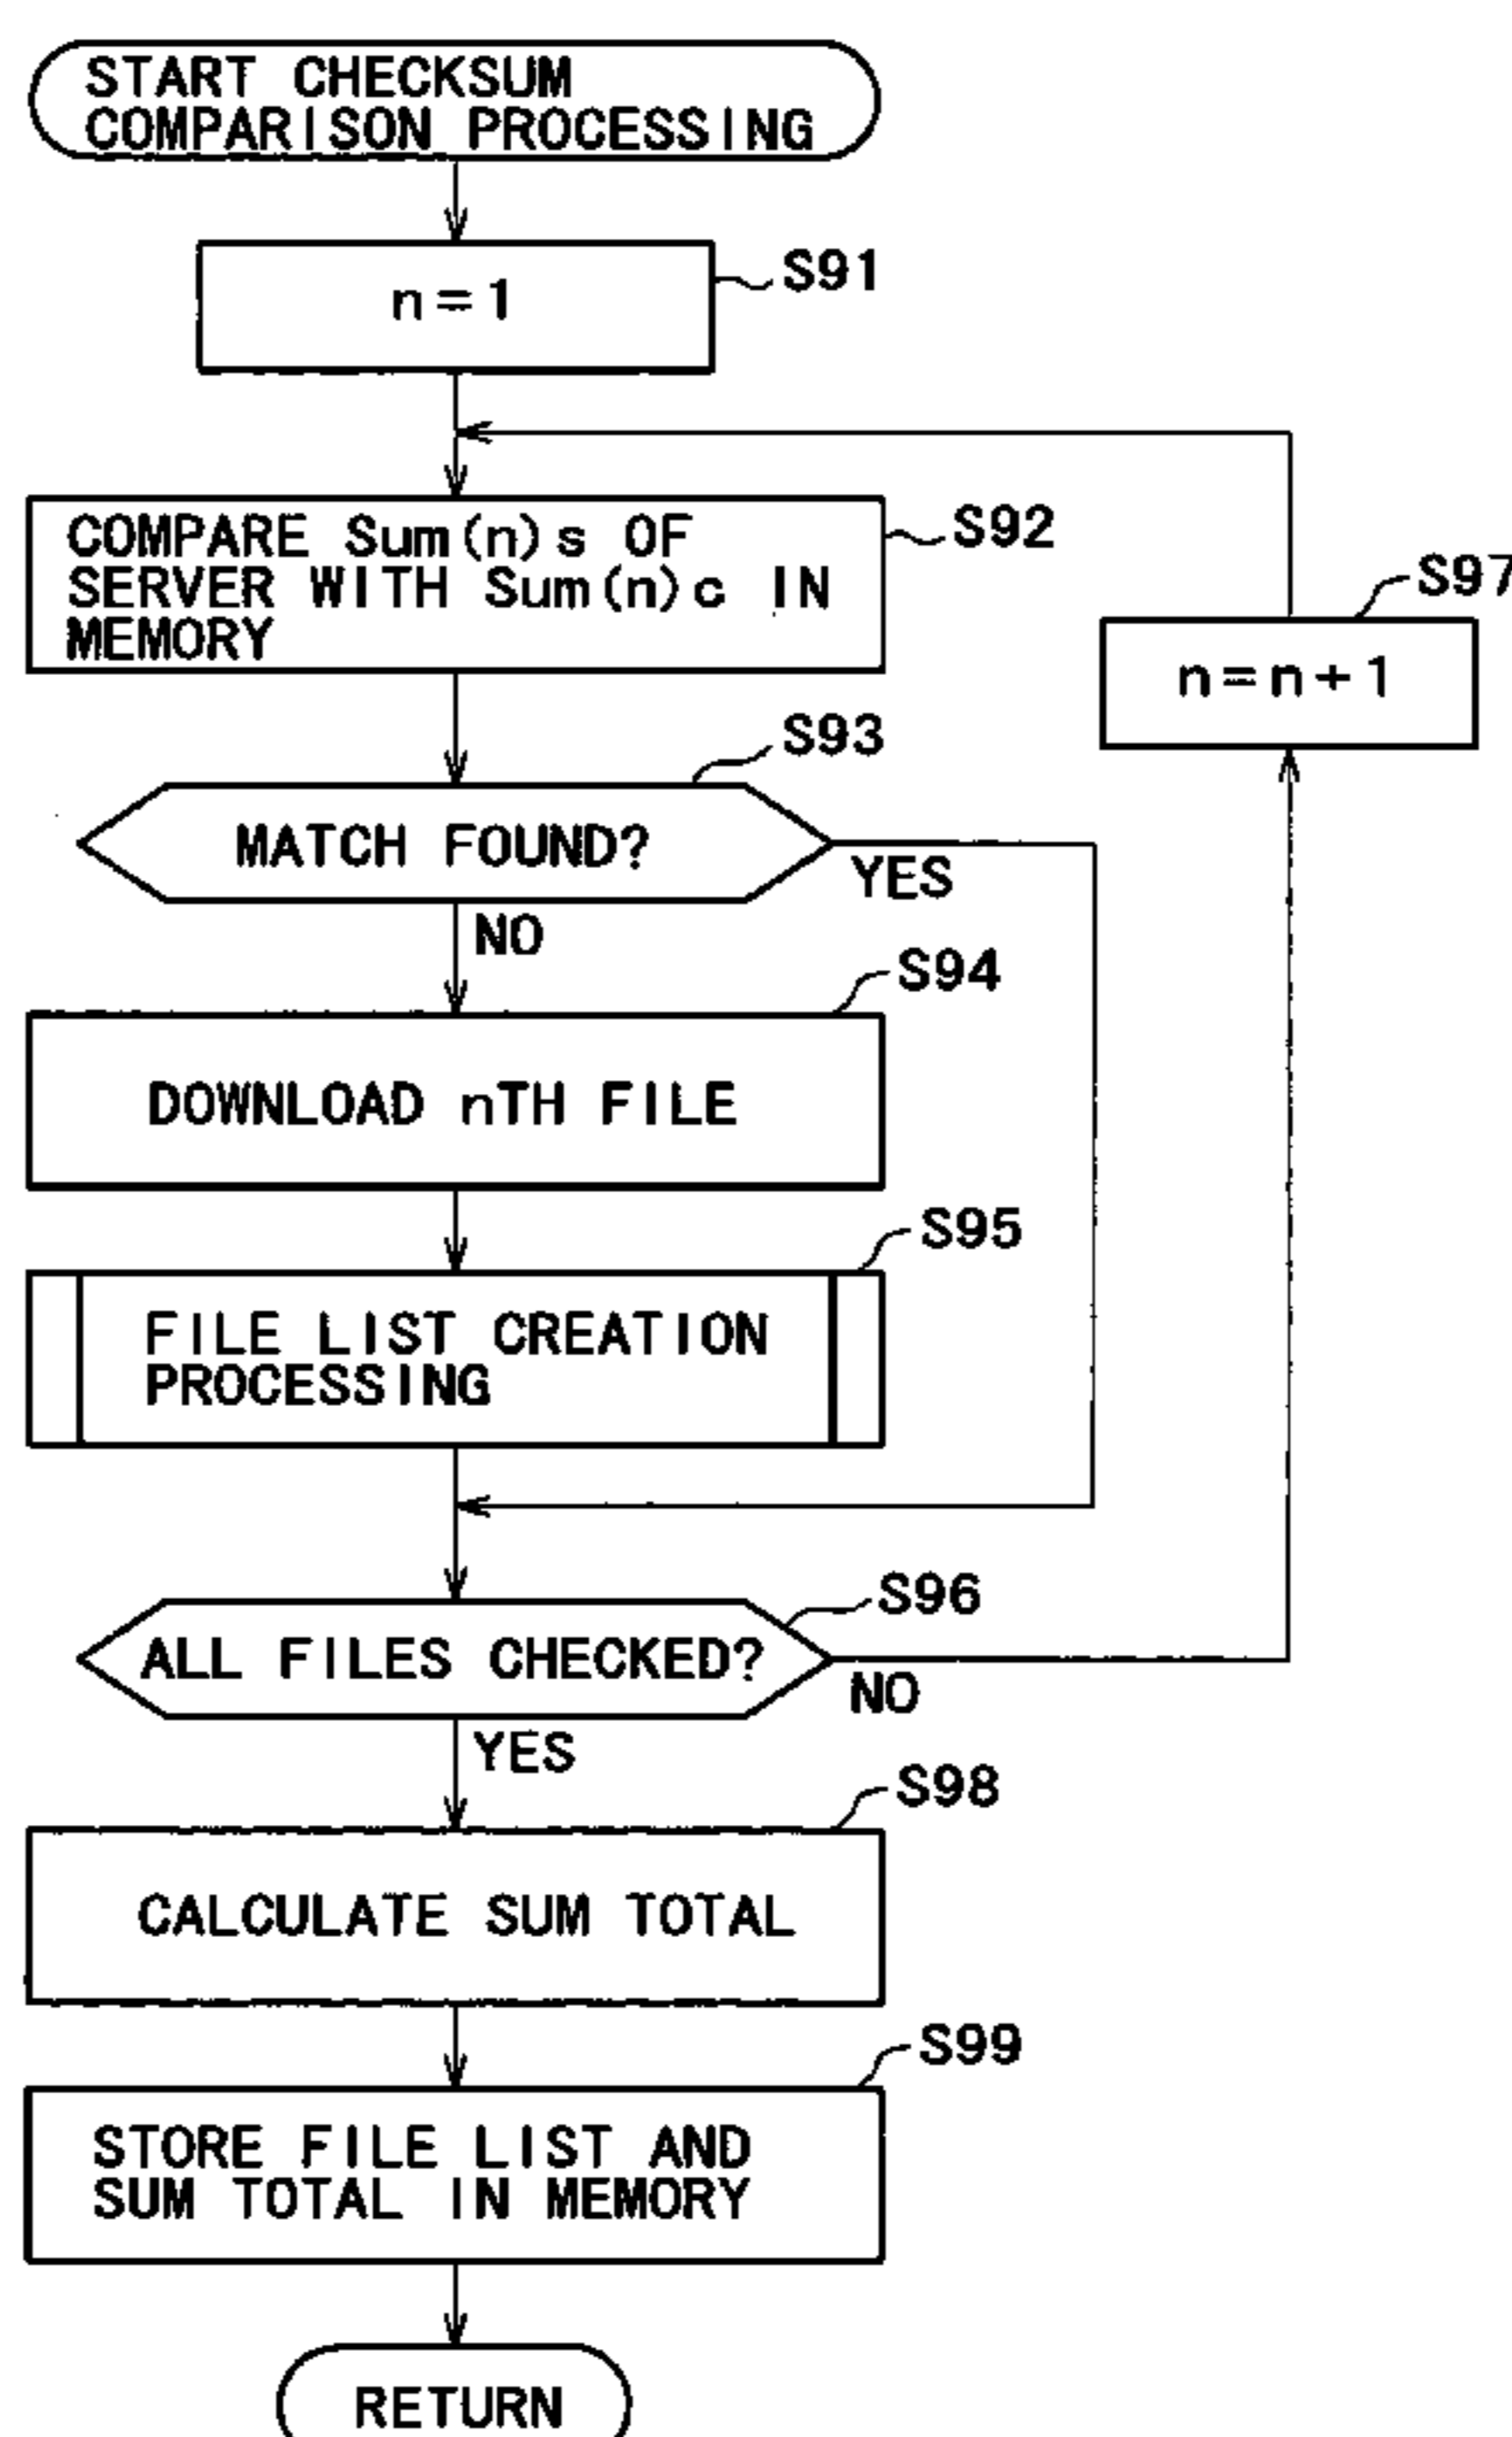 START CHECKSUM
COMPARISON PROCESSING
n=1
S91
COMPARE Sum(n)s OF
SERVER WITH Sum(n)c IN
MEMORY
S92
S97
n=n+1
S93
MATCH FOUND?
YES
NO
S94
DOWNLOAD nTH FILE
S95
FILE LIST CREATION
PROCESSING
S96
ALL FILES CHECKED?
NO
YES
S98
CALCULATE SUM TOTAL
S99
STORE FILE LIST AND
SUM TOTAL IN MEMORY
RETURN